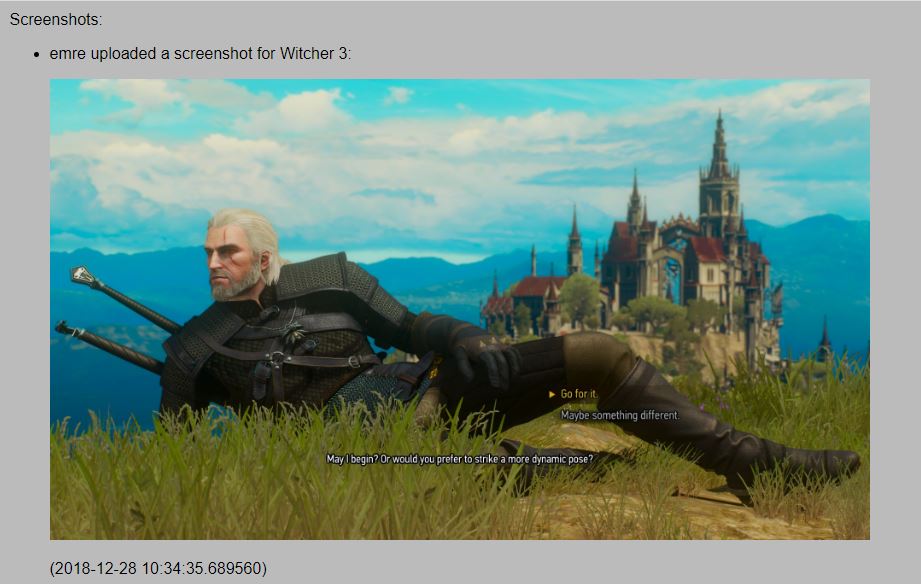 Screenshots:
emre uploaded a screenshot for Witcher 3:
Go for it.
Maybe something different.
May I begin? Or would you prefer to strike a more dynamic pose?
(2018-12-28 10:34:35.689560)